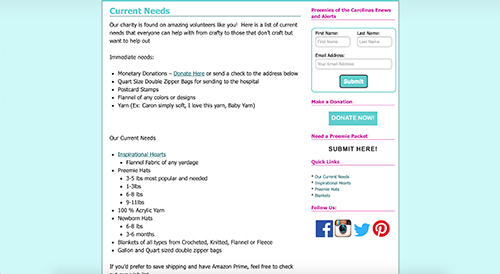 Current Needs
Our charity is found on amazing volunteers like you! Here is a list of current
needs that everyone can help with from crafty to those that don't craft but
want to help out
Immediate needs:
Monetary Donations – Donate Here or send a check to the address below
Quart Size Double Zipper Bags for sending to the hospital
Postcard Stamps
Flannel of any colors or designs
Yarn (Ex: Caron simply soft, I love this yarn, Baby Yarn)
Our Current Needs
Inspirational Hearts
Flannel Fabric of any yardage
Preemie Hats
3-5 lbs most popular and needed
1-3lbs
6-8 lbs
9-11lbs
100 % Acrylic Yarn
Newborn Hats
6-8 lbs
3-6 months
Blankets of all types from Crocheted, Knitted, Flannel or Fleece
Gallon and Quart sized double zipper bags
If you'd prefer to save shipping and have Amazon Prime, feel free to check
Preemies of the Carolinas Enews
and Alerts
First Name: Last Name:
First Name Last Name
Email Address:
Your Email Address
Submit
Make a Donation
DONATE NOW!
Need a Preemie Packet
SUBMIT HERE!
Quick Links
* Our Current Needs
* Inspirational Hearts
* Preemie Hats
* Blankets
Follow Us: